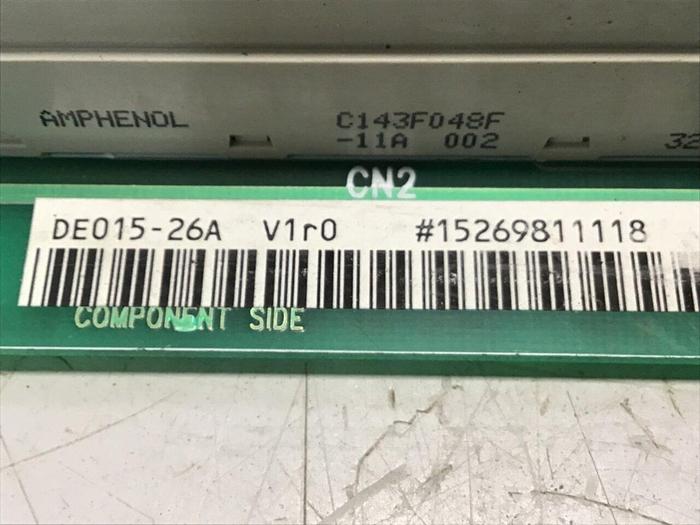 AMPHENOL C143F048F
-11A 002 32
CN2
DE015-26A V1r0 #15269811118
COMPONENT SIDE